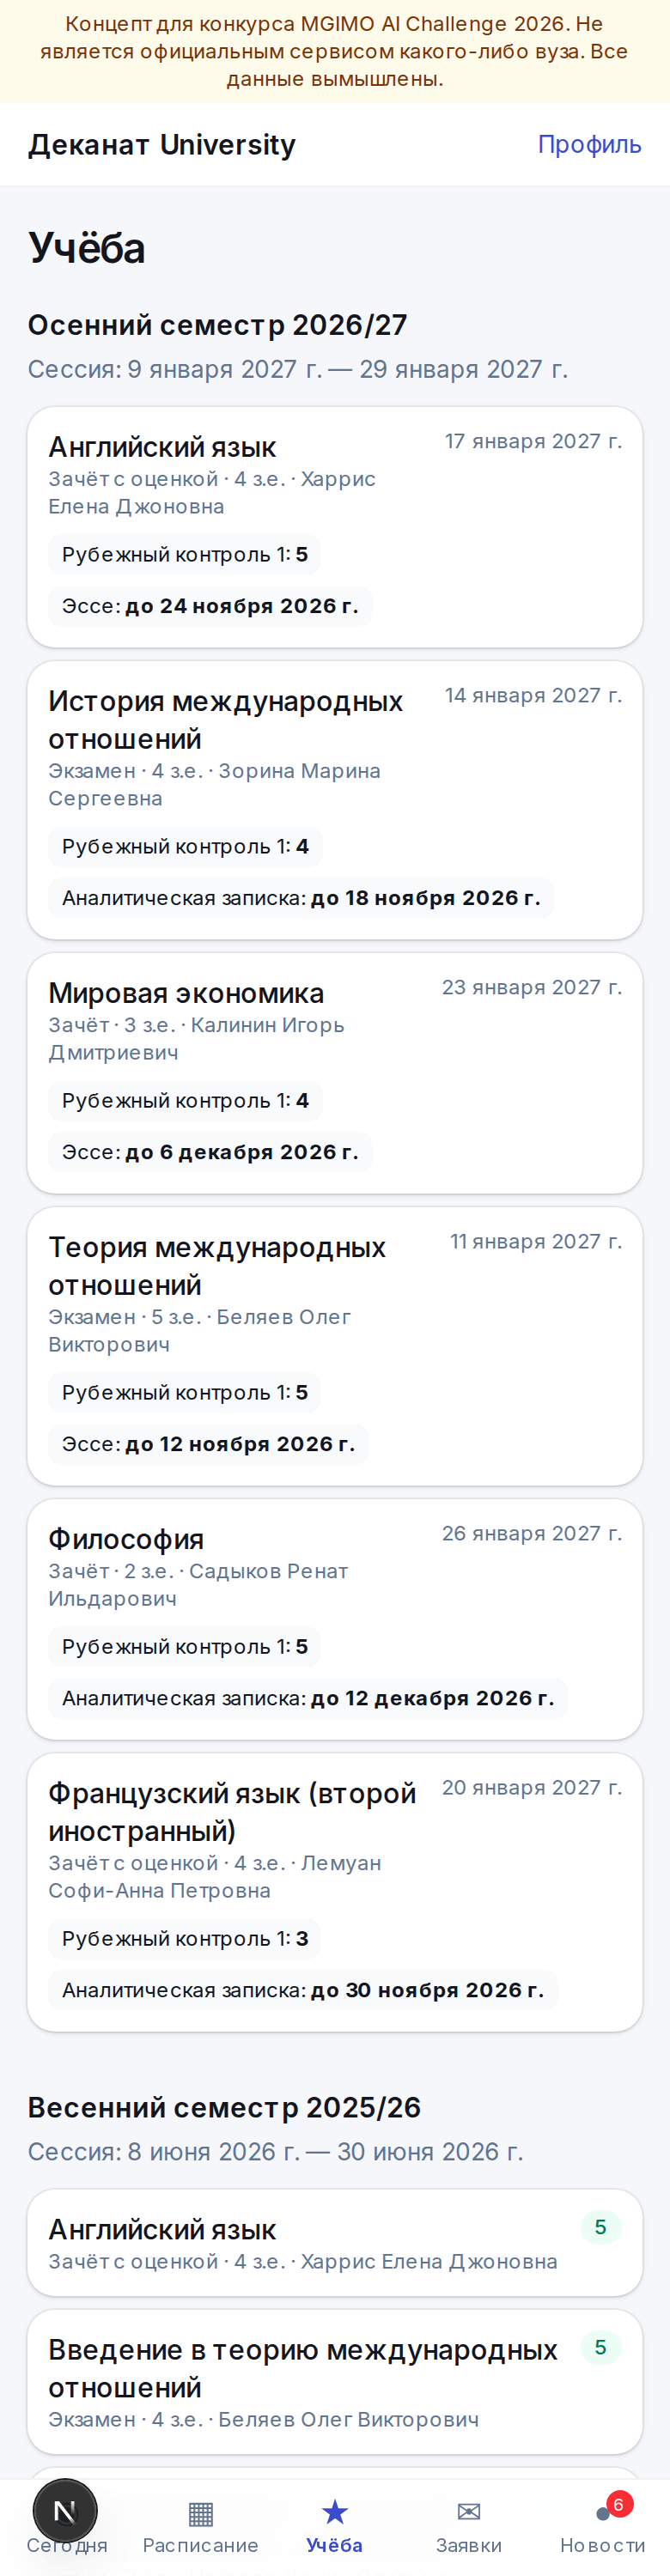 Концепт для конкурса MGIMO AI Challenge 2026. Не
является официальным сервисом какого-либо вуза. Все
данные вымышлены.
Деканат University
Профиль
Учёба
Осенний семестр 2026/27
Сессия: 9 января 2027 г. — 29 января 2027 г.
Английский язык
17 января 2027 г.
Зачёт с оценкой · 4 з.е. · Харрис
Елена Джоновна
Рубежный контроль 1: 5
Эссе: до 24 ноября 2026 г.
История международных
отношений
14 января 2027 г.
Экзамен · 4 з.е. · Зорина Марина
Сергеевна
Рубежный контроль 1: 4
Аналитическая записка: до 18 ноября 2026 г.
Мировая экономика
23 января 2027 г.
Зачёт · 3 з.е. · Калинин Игорь
Дмитриевич
Рубежный контроль 1: 4
Эссе: до 6 декабря 2026 г.
Теория международных
отношений
11 января 2027 г.
Экзамен · 5 з.е. · Беляев Олег
Викторович
Рубежный контроль 1: 5
Эссе: до 12 ноября 2026 г.
Философия
26 января 2027 г.
Зачёт · 2 з.е. · Садыков Ренат
Ильдарович
Рубежный контроль 1: 5
Аналитическая записка: до 12 декабря 2026 г.
Французский язык (второй
иностранный)
20 января 2027 г.
Зачёт с оценкой · 4 з.е. · Лемуан
Софи-Анна Петровна
Рубежный контроль 1: 3
Аналитическая записка: до 30 ноября 2026 г.
Весенний семестр 2025/26
Сессия: 8 июня 2026 г. — 30 июня 2026 г.
Английский язык
5
Зачёт с оценкой · 4 з.е. · Харрис Елена Джоновна
Введение в теорию международных
отношений
5
Экзамен · 4 з.е. · Беляев Олег Викторович
N
6
Сегодня
Расписание
Учёба
Заявки
Новости